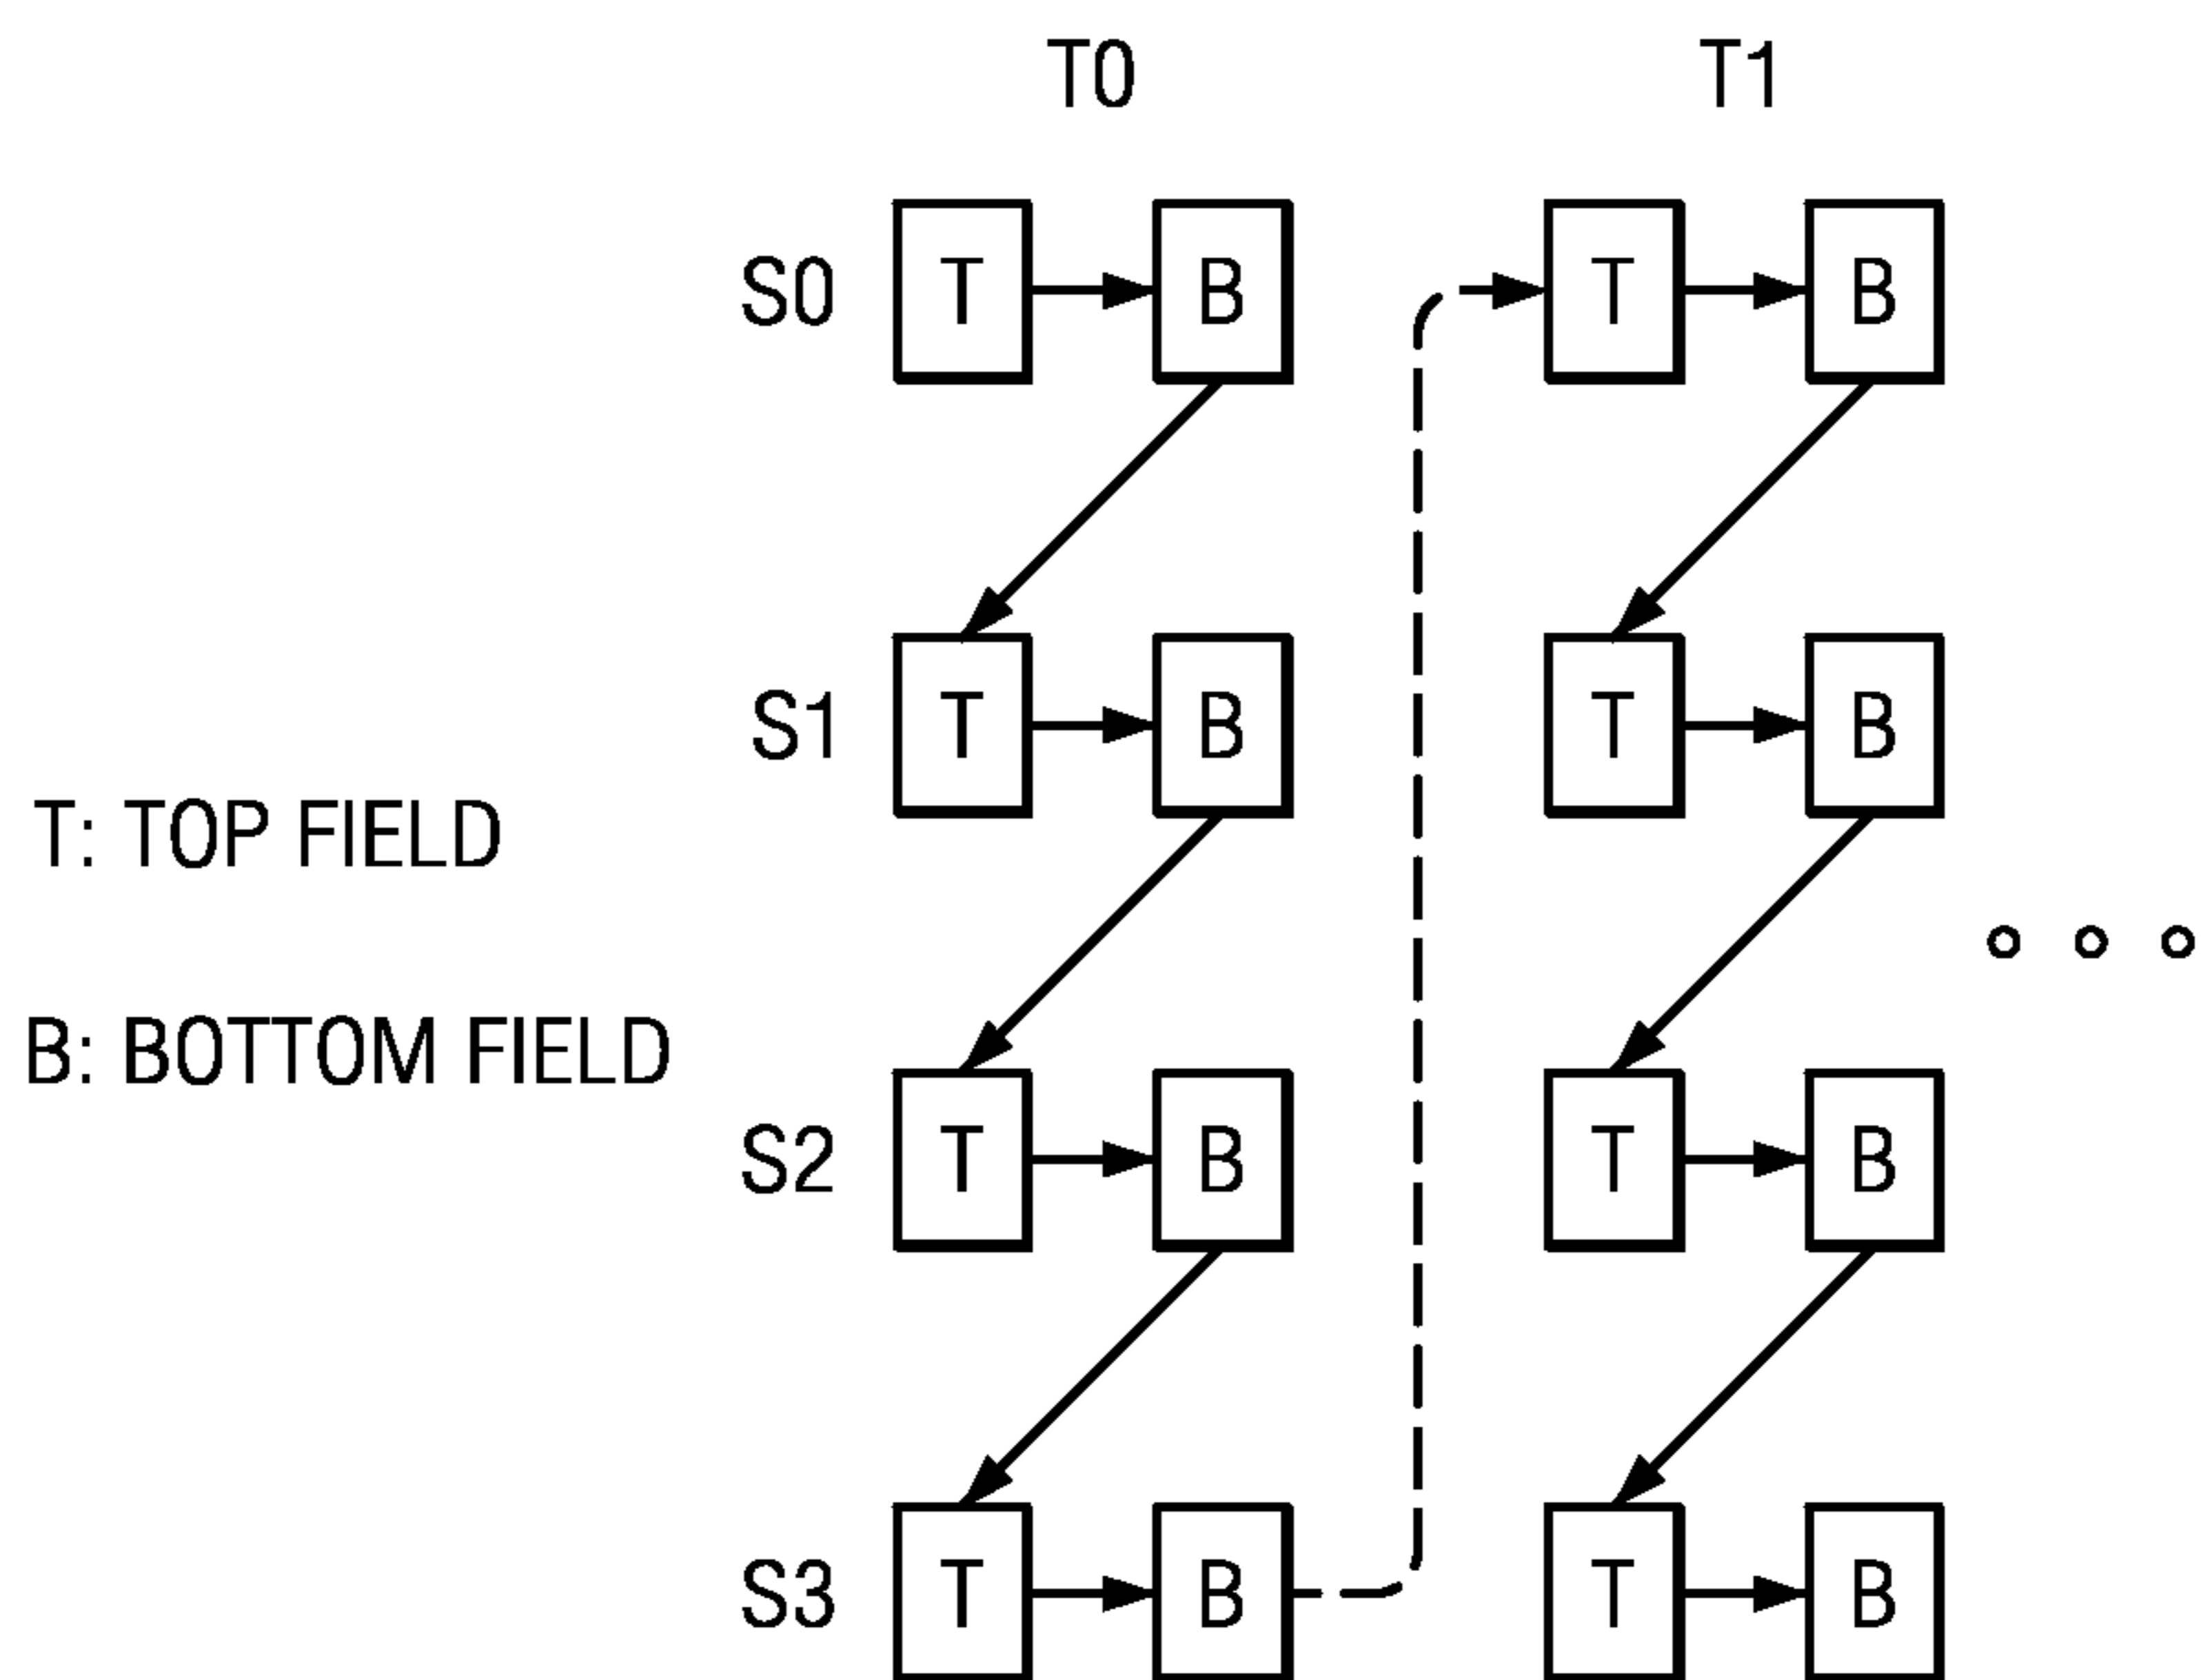 T0 T1
S0 T B T B
S1 T B T B
T: TOP FIELD
B: BOTTOM FIELD
S2 T B T B
S3 T B T B